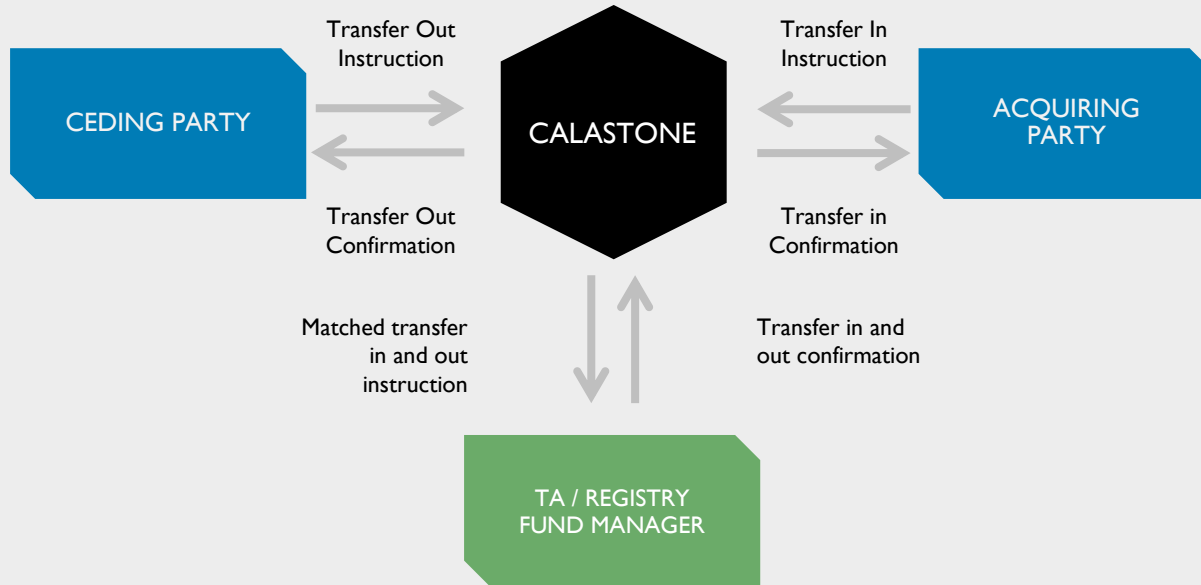 Transfer Out
Instruction
Transfer In
Instruction
CEDING PARTY
CALASTONE
ACQUIRING
PARTY
Transfer Out
Confirmation
Transfer in
Confirmation
Matched transfer
in and out
instruction
Transfer in and
out confirmation
TA / REGISTRY
FUND MANAGER